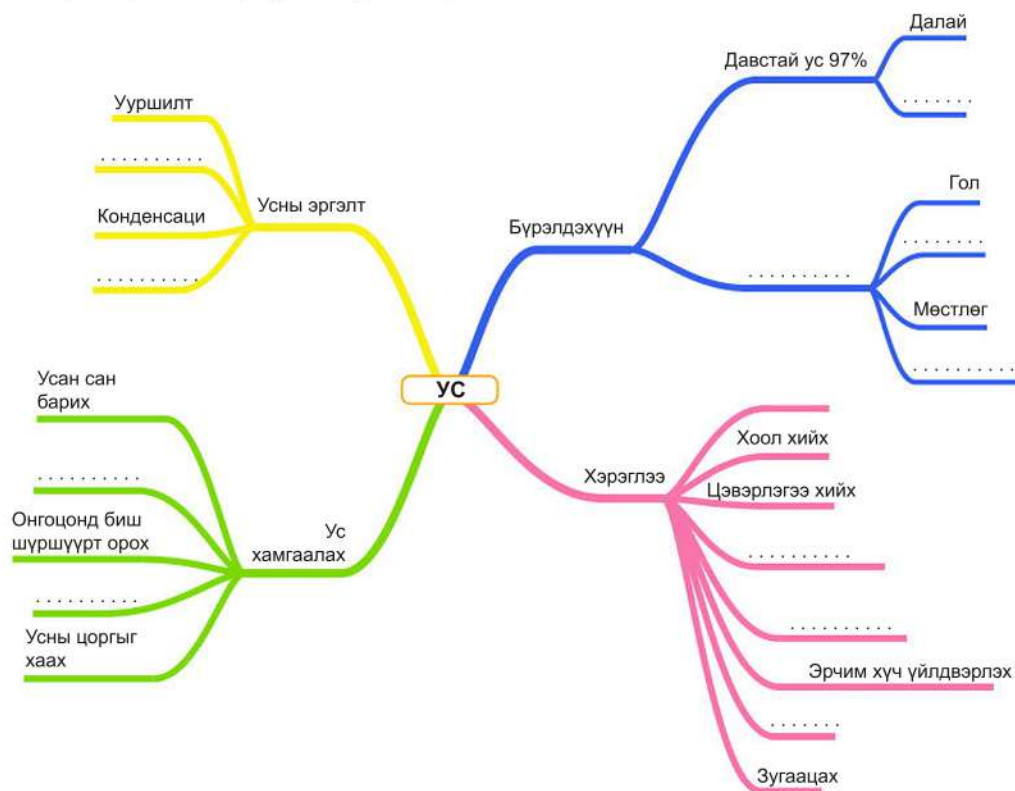 Далай
Давстай ус 97%
. . . . . . .
Ууршилт
. . . . . . . . . .
Конденсаци
Усны эргэлт
. . . . . . . . . .
Гол
. . . . . . . .
Бүрэлдэхүүн
. . . . . . . . . .
Мөстлөг
. . . . . . . . . .
УС
Усан сан
барих
. . . . . . . . . .
Онгоцонд биш
шүршүүрт орох
Ус
хамгаалах
. . . . . . . . . .
Усны цоргыг
хаах
Хэрэглээ
Хоол хийх
Цэвэрлэгээ хийх
. . . . . . . . . .
. . . . . . . . . .
Эрчим хүч үйлдвэрлэх
. . . . . . .
Зугаацах